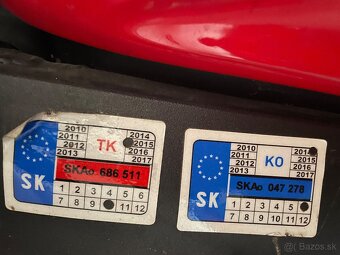 2010 TK 2014
2011 2015
2012 2016
2013 2017
SKAo 686 511
SK
1 2 3 4 5 6
7 8 9 11 12
2010 2014
2011 KO 2015
2012 2016
2013 2017
SKAo 047 278
SK
1 2 3 4 5 6
7 8 9 10 11 12
bazos.sk